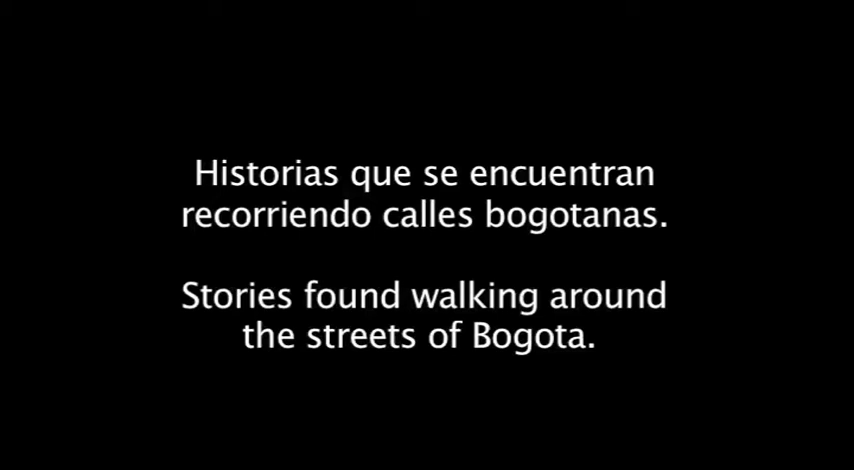 Historias que se encuentran
recorriendo calles bogotanas.
Stories found walking around
the streets of Bogota.